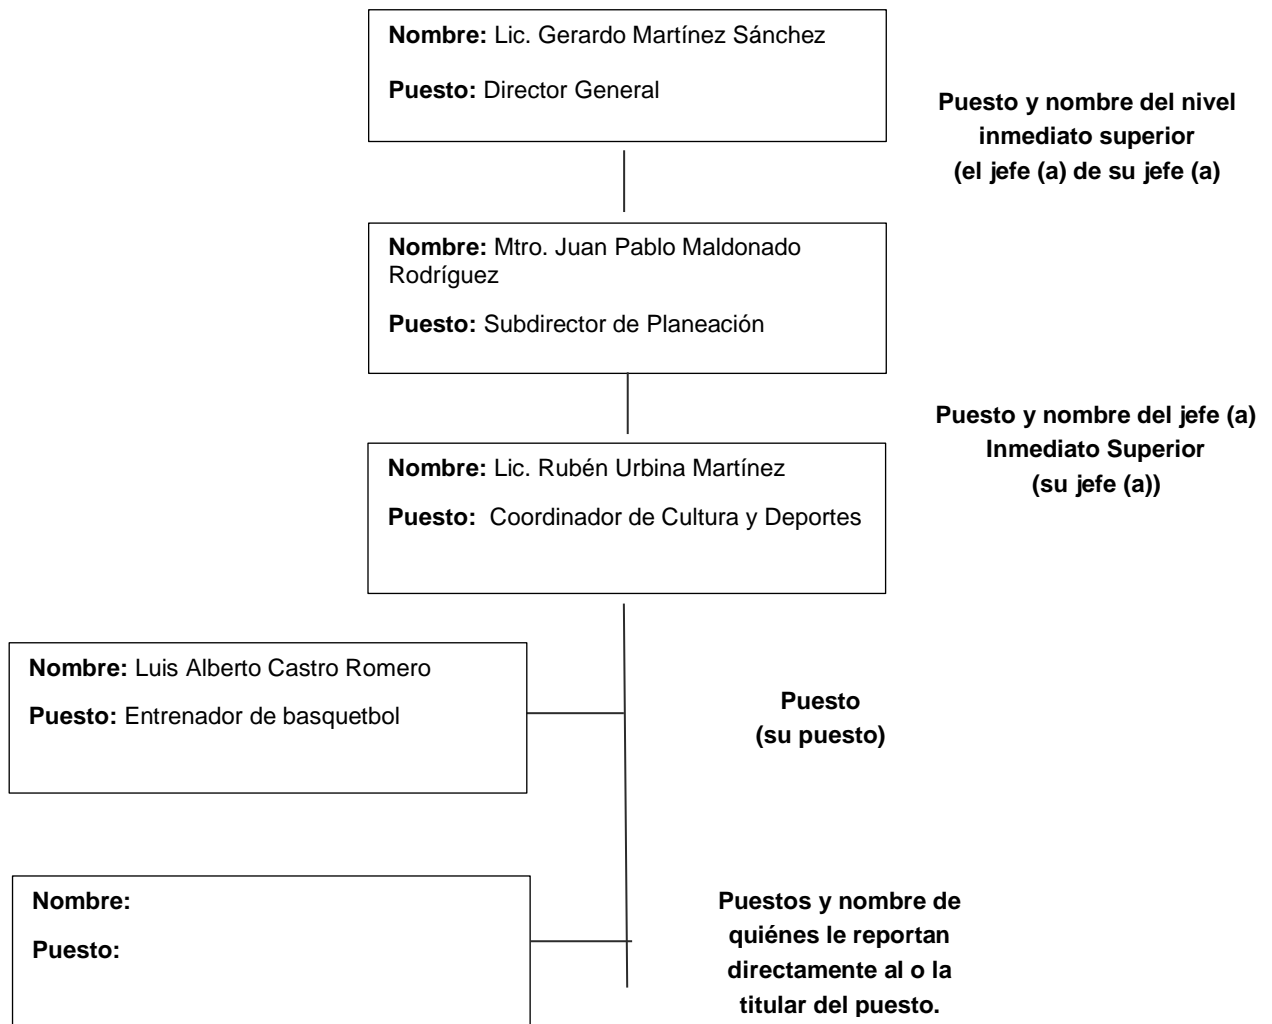 Nombre: Lic. Gerardo Martínez Sánchez
Puesto: Director General
Puesto y nombre del nivel
inmediato superior
(el jefe (a) de su jefe (a)
Nombre: Mtro. Juan Pablo Maldonado
Rodríguez
Puesto: Subdirector de Planeación
Puesto y nombre del jefe (a)
Inmediato Superior
(su jefe (a))
Nombre: Lic. Rubén Urbina Martínez
Puesto: Coordinador de Cultura y Deportes
Nombre: Luis Alberto Castro Romero
Puesto: Entrenador de basquetbol
Puesto
(su puesto)
Nombre:
Puesto:
Puestos y nombre de
quiénes le reportan
directamente al o la
titular del puesto.